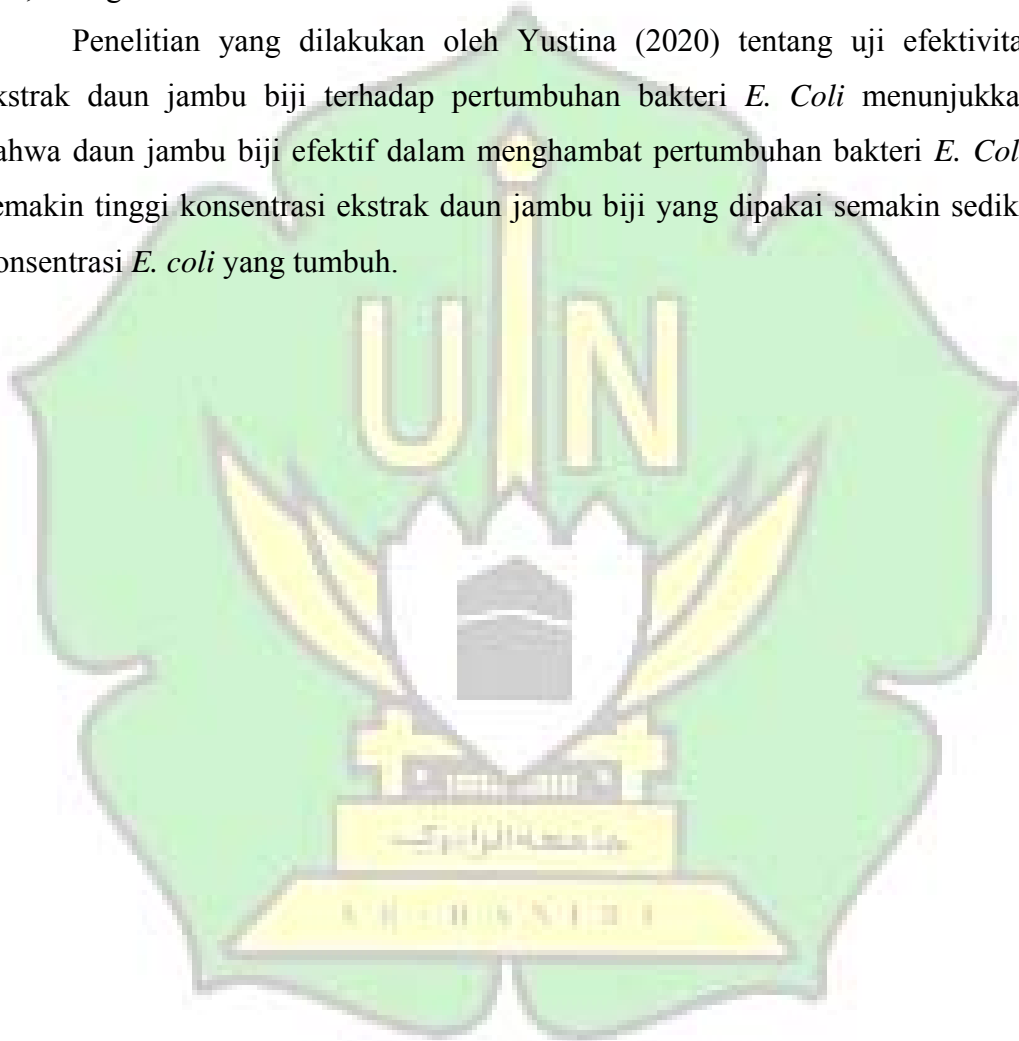 Penelitian yang dilakukan oleh Yustina (2020) tentang uji efektivita
kstrak daun jambu biji terhadap pertumbuhan bakteri E. Coli menunjukka
ahwa daun jambu biji efektif dalam menghambat pertumbuhan bakteri E. Col
emakin tinggi konsentrasi ekstrak daun jambu biji yang dipakai semakin sedik
onsentrasi E. coli yang tumbuh.
UIN